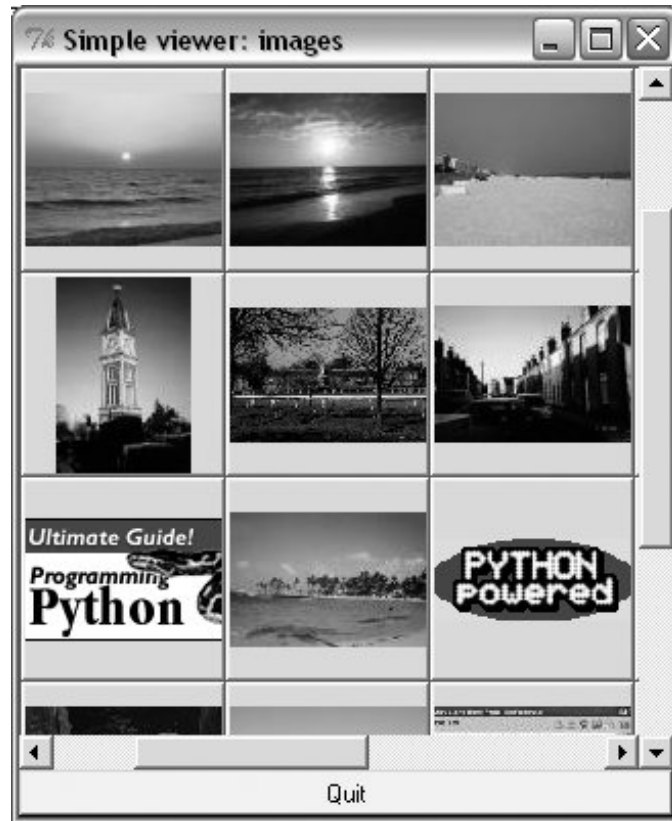 Simple viewer: images
Ultimate Guide!
Programming
Python
PYTHON
powered
Quit